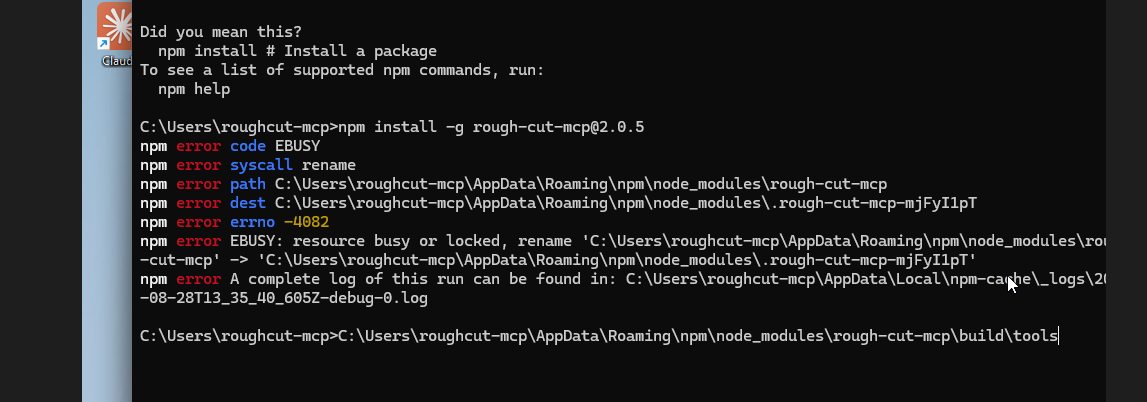 Claud
Did you mean this?
  npm install # Install a package
To see a list of supported npm commands, run:
  npm help
C:\Users\roughcut-mcp>npm install -g rough-cut-mcp@2.0.5
npm error code EBUSY
npm error syscall rename
npm error path C:\Users\roughcut-mcp\AppData\Roaming\npm\node_modules\rough-cut-mcp
npm error dest C:\Users\roughcut-mcp\AppData\Roaming\npm\node_modules\.rough-cut-mcp-mjFyI1pT
npm error errno -4082
npm error EBUSY: resource busy or locked, rename 'C:\Users\roughcut-mcp\AppData\Roaming\npm\node_modules\rou
-cut-mcp' -> 'C:\Users\roughcut-mcp\AppData\Roaming\npm\node_modules\.rough-cut-mcp-mjFyI1pT'
npm error A complete log of this run can be found in: C:\Users\roughcut-mcp\AppData\Local\npm-cache\_logs\20
-08-28T13_35_40_605Z-debug-0.log
C:\Users\roughcut-mcp>C:\Users\roughcut-mcp\AppData\Roaming\npm\node_modules\rough-cut-mcp\build\tools